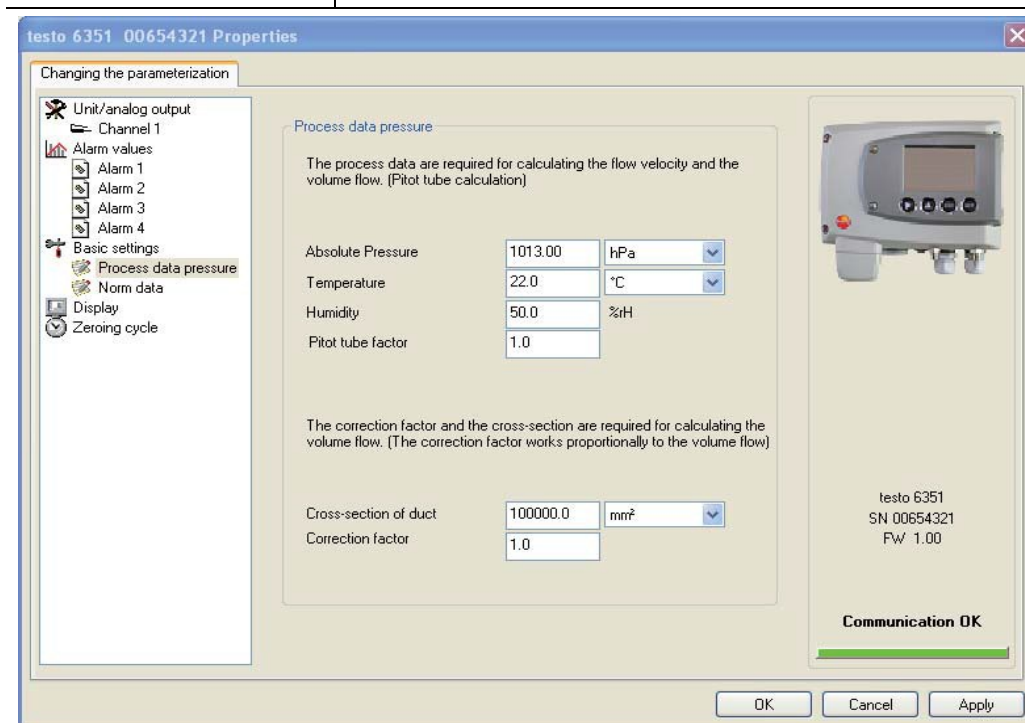 testo 6351 00654321 Properties
Changing the parameterization
Unit/analog output
Channel 1
Alarm values
Alarm 1
Alarm 2
Alarm 3
Alarm 4
Basic settings
Process data pressure
Norm data
Display
Zeroing cycle
Process data pressure
The process data are required for calculating the flow velocity and the
volume flow. (Pitot tube calculation)
Absolute Pressure 1013.00 hPa
Temperature 22.0 °C
Humidity 50.0 %rH
Pitot tube factor 1.0
The correction factor and the cross-section are required for calculating the
volume flow. (The correction factor works proportionally to the volume flow)
Cross-section of duct 100000.0 mm²
Correction factor 1.0
testo 6351
SN 00654321
FW 1.00
Communication OK
OK Cancel Apply